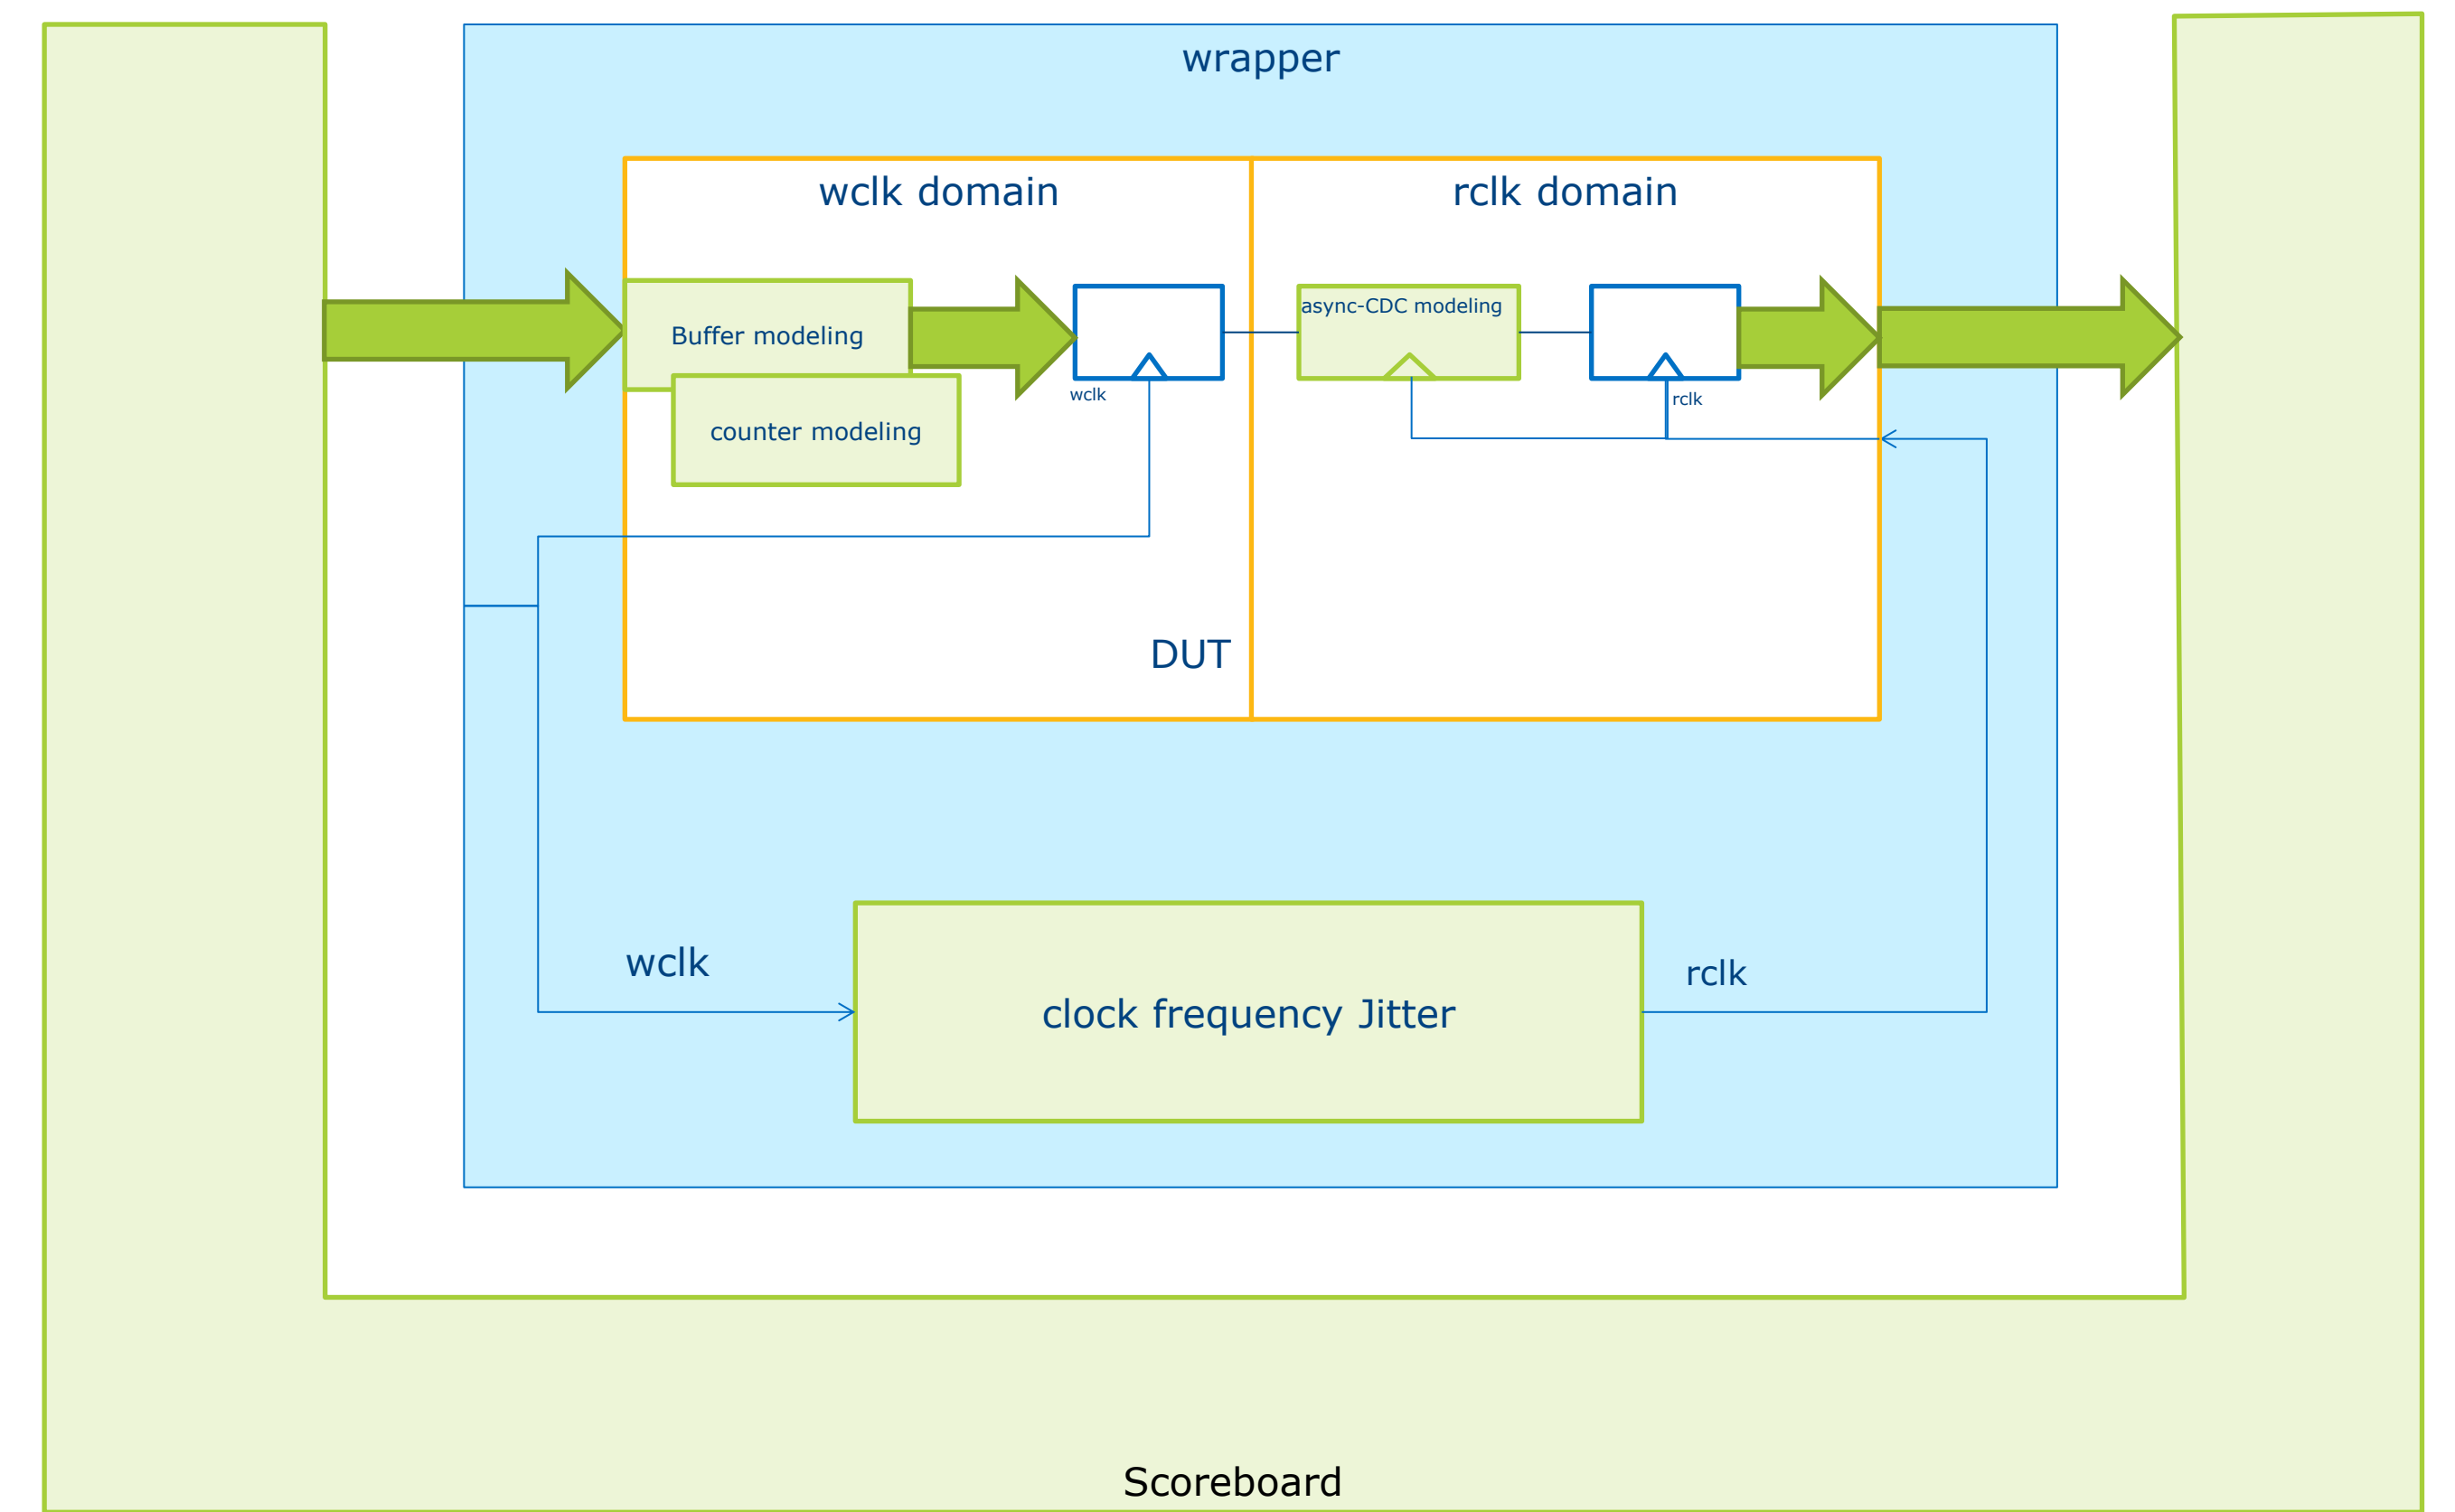 wrapper
wclk domain
rclk domain
async-CDC modeling
Buffer modeling
wclk
rclk
counter modeling
DUT
wclk
rclk
clock frequency Jitter
Scoreboard